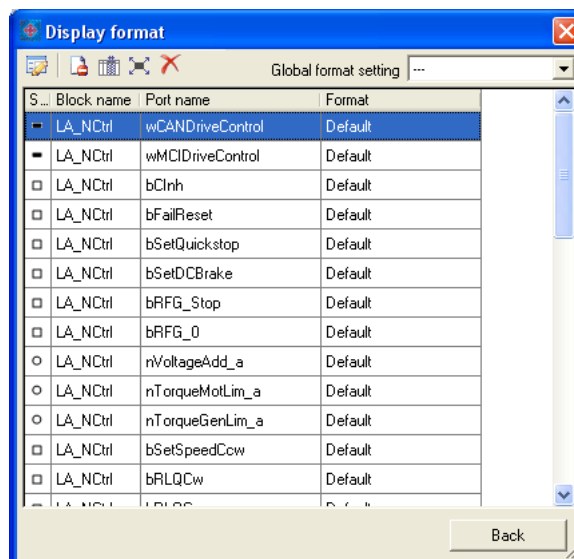 Display format
Global format setting ---
S... Block name Port name Format
LA_NCtrl wCANDriveControl Default
LA_NCtrl wMCIDriveControl Default
LA_NCtrl bCInh Default
LA_NCtrl bFailReset Default
LA_NCtrl bSetQuickstop Default
LA_NCtrl bSetDCBrake Default
LA_NCtrl bRFG_Stop Default
LA_NCtrl bRFG_0 Default
LA_NCtrl nVoltageAdd_a Default
LA_NCtrl nTorqueMotLim_a Default
LA_NCtrl nTorqueGenLim_a Default
LA_NCtrl bSetSpeedCcw Default
LA_NCtrl bRLQCw Default
Back